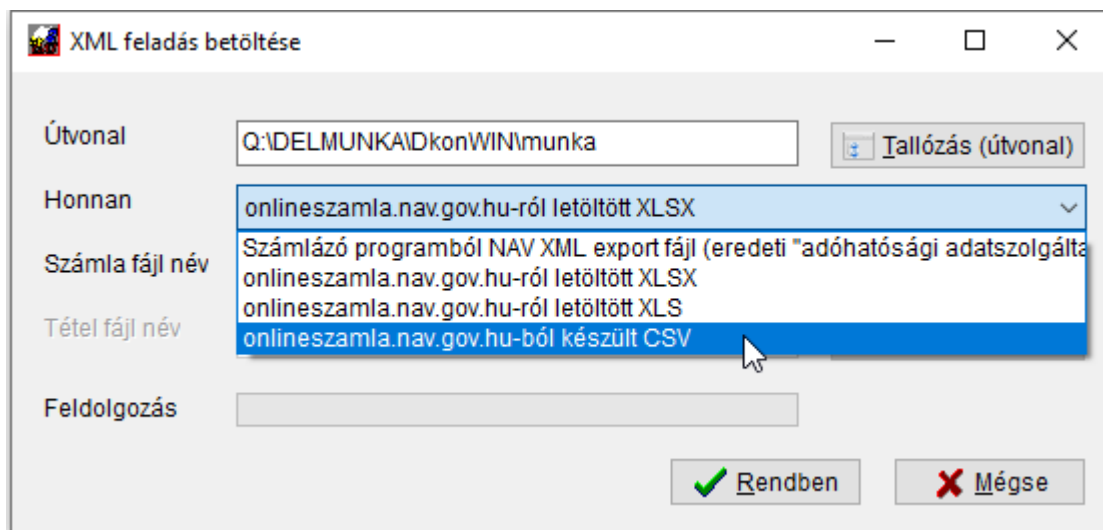 XML feladás betöltése
Útvonal
Q:\DELMUNKA\DkonWIN\munka
Tallózás (útvonal)
Honnan
onlineszamla.nav.gov.hu-ról letöltött XLSX
Számlázó programból NAV XML export fájl (eredeti "adóhatósági adatszolgálta
Számla fájl név
onlineszamla.nav.gov.hu-ról letöltött XLSX
onlineszamla.nav.gov.hu-ról letöltött XLS
Tétel fájl név
onlineszamla.nav.gov.hu-ból készült CSV
Feldolgozás
Rendben
Mégse